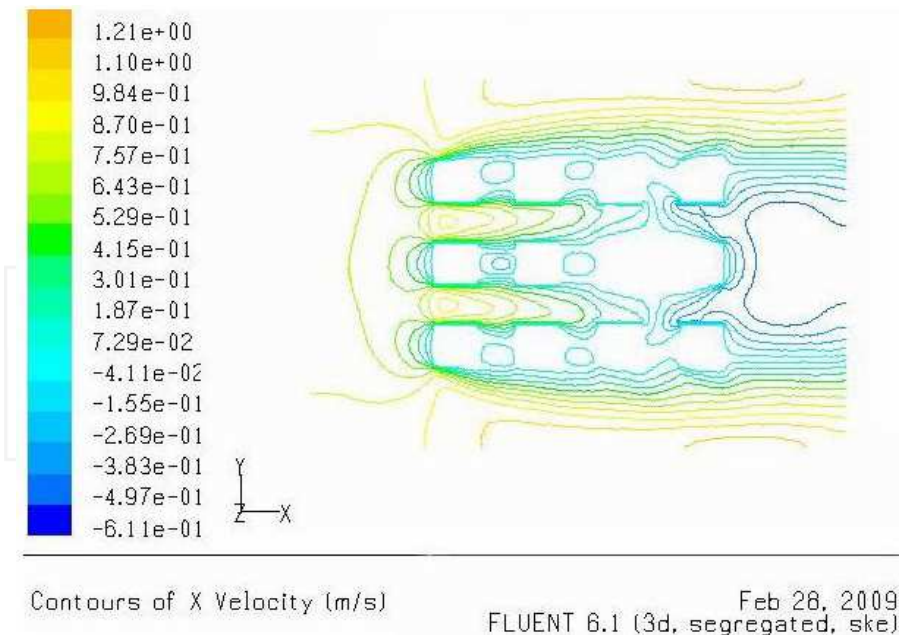 1.21e+00
1.10e+00
9.84e-01
8.70e-01
7.57e-01
6.43e-01
5.29e-01
4.15e-01
3.01e-01
1.87e-01
7.29e-02
-4.11e-02
-1.55e-01
-2.69e-01
-3.83e-01
-4.97e-01
-6.11e-01
Y
Z X
Contours of X Velocity (m/s)
Feb 28, 2009
FLUENT 6.1 (3d, segregated, ske)